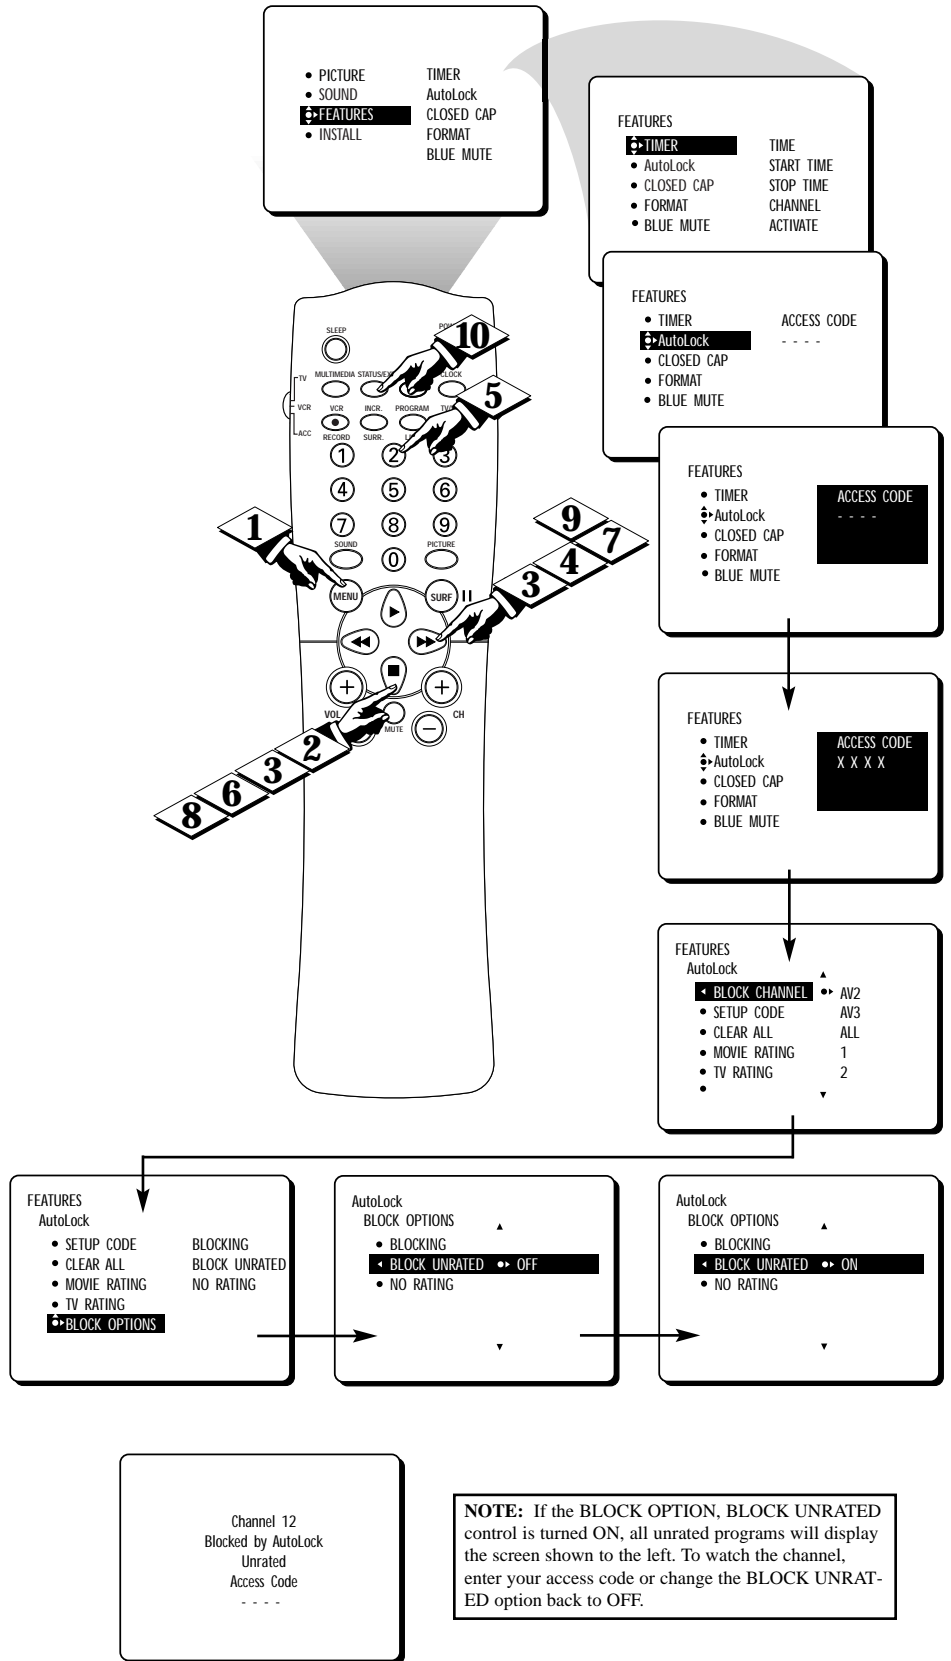 • PICTURE TIMER
• SOUND AutoLock
FEATURES CLOSED CAP
• INSTALL FORMAT
BLUE MUTE
FEATURES
TIMER TIME
• AutoLock START TIME
• CLOSED CAP STOP TIME
• FORMAT CHANNEL
• BLUE MUTE ACTIVATE
FEATURES
• TIMER ACCESS CODE
AutoLock - - - -
• CLOSED CAP
• FORMAT
• BLUE MUTE
FEATURES
• TIMER ACCESS CODE
AutoLock - - - -
• CLOSED CAP
• FORMAT
• BLUE MUTE
SLEEP
10
TV MULTIMEDIA CLOCK
5
VCR VCR INCR. PROGRAM
ACC RECORD SURR.
1 2 3
4 5 6
7 8 9
SOUND 0 PICTURE
1
9 7
3 4
MENU SURF
VOL MUTE CH
8 6 3 2
FEATURES
• TIMER ACCESS CODE
AutoLock X X X X
• CLOSED CAP
• FORMAT
• BLUE MUTE
FEATURES
AutoLock
BLOCK CHANNEL AV2
• SETUP CODE AV3
• CLEAR ALL ALL
• MOVIE RATING 1
• TV RATING 2
•
FEATURES
AutoLock
• SETUP CODE BLOCKING
• CLEAR ALL BLOCK UNRATED
• MOVIE RATING NO RATING
• TV RATING
BLOCK OPTIONS
AutoLock
BLOCK OPTIONS
• BLOCKING
BLOCK UNRATED OFF
• NO RATING
AutoLock
BLOCK OPTIONS
• BLOCKING
BLOCK UNRATED ON
• NO RATING
Channel 12
Blocked by AutoLock
Unrated
Access Code
- - - -
NOTE: If the BLOCK OPTION, BLOCK UNRATED
control is turned ON, all unrated programs will display
the screen shown to the left. To watch the channel,
enter your access code or change the BLOCK UNRAT-
ED option back to OFF.